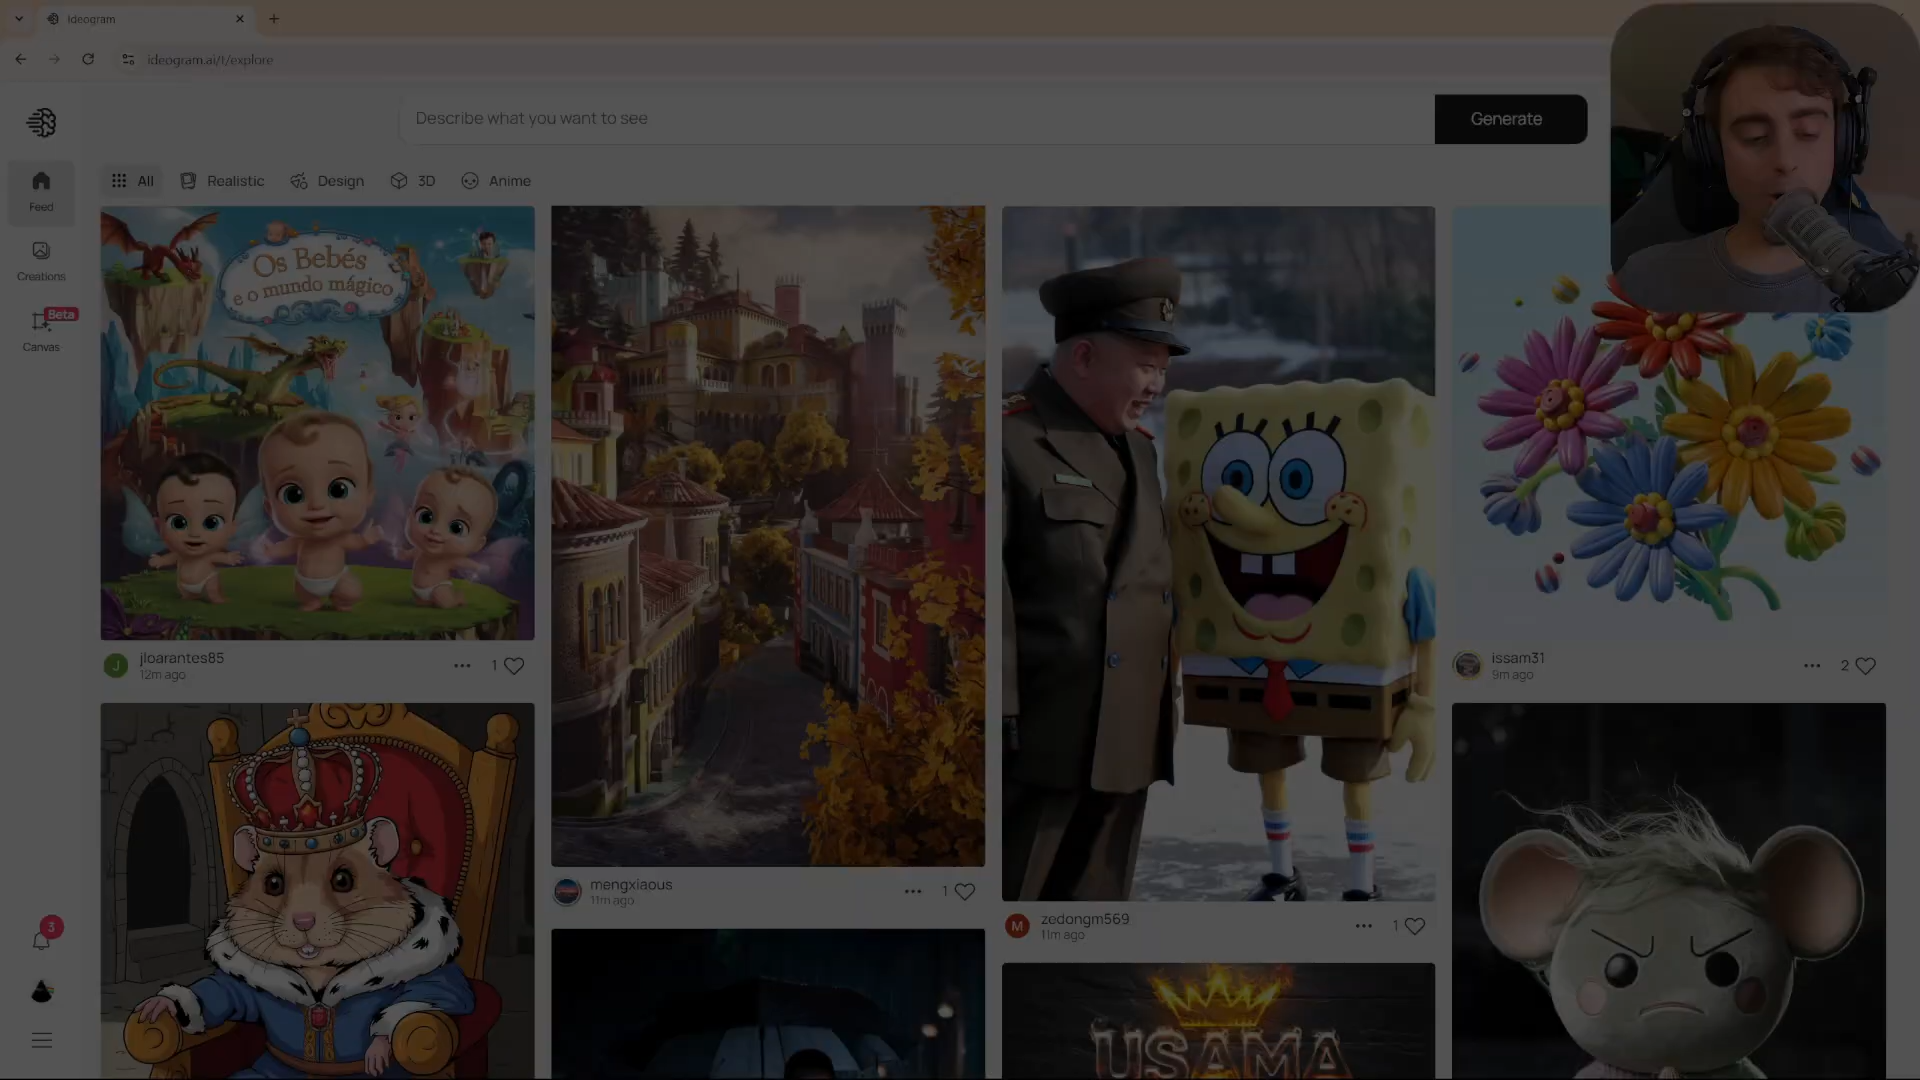 ideogram
ideogram.ai/t/explore
Describe what you want to see
Generate
All
Realistic
Design
3D
Anime
Feed
Creations
Beta
Canvas
3
Os Bebés
e o mundo mágico
J
jloarantes85
12m ago
1
mengxiaous
11m ago
1
M
zedongm569
11m ago
1
issam31
9m ago
2
USAMA